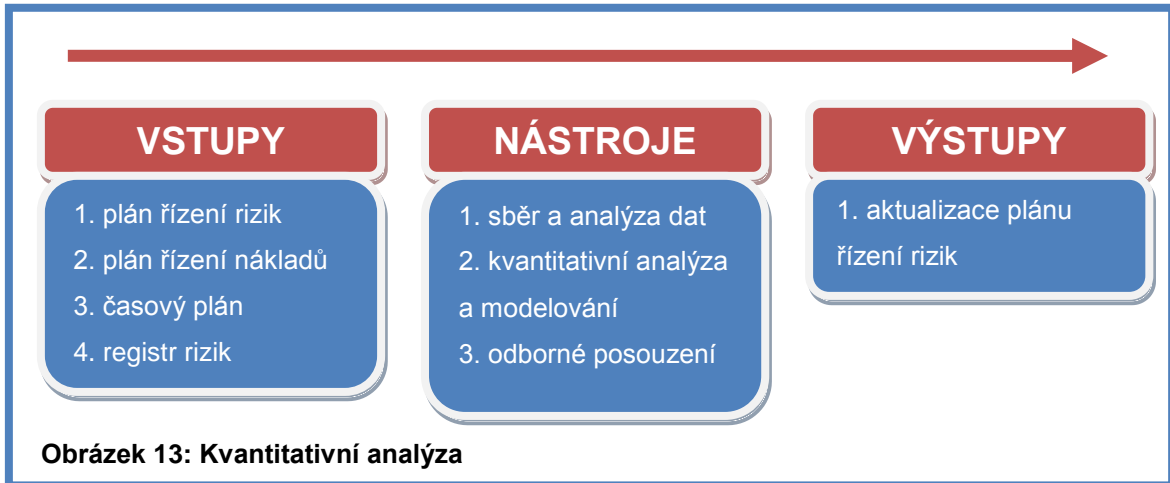 VSTUPY
1. plán řízení rizik
2. plán řízení nákladů
3. časový plán
4. registr rizik
NÁSTROJE
1. sběr a analýza dat
2. kvantitativní analýza
a modelování
3. odborné posouzení
VÝSTUPY
1. aktualizace plánu
řízení rizik
Obrázek 13: Kvantitativní analýza